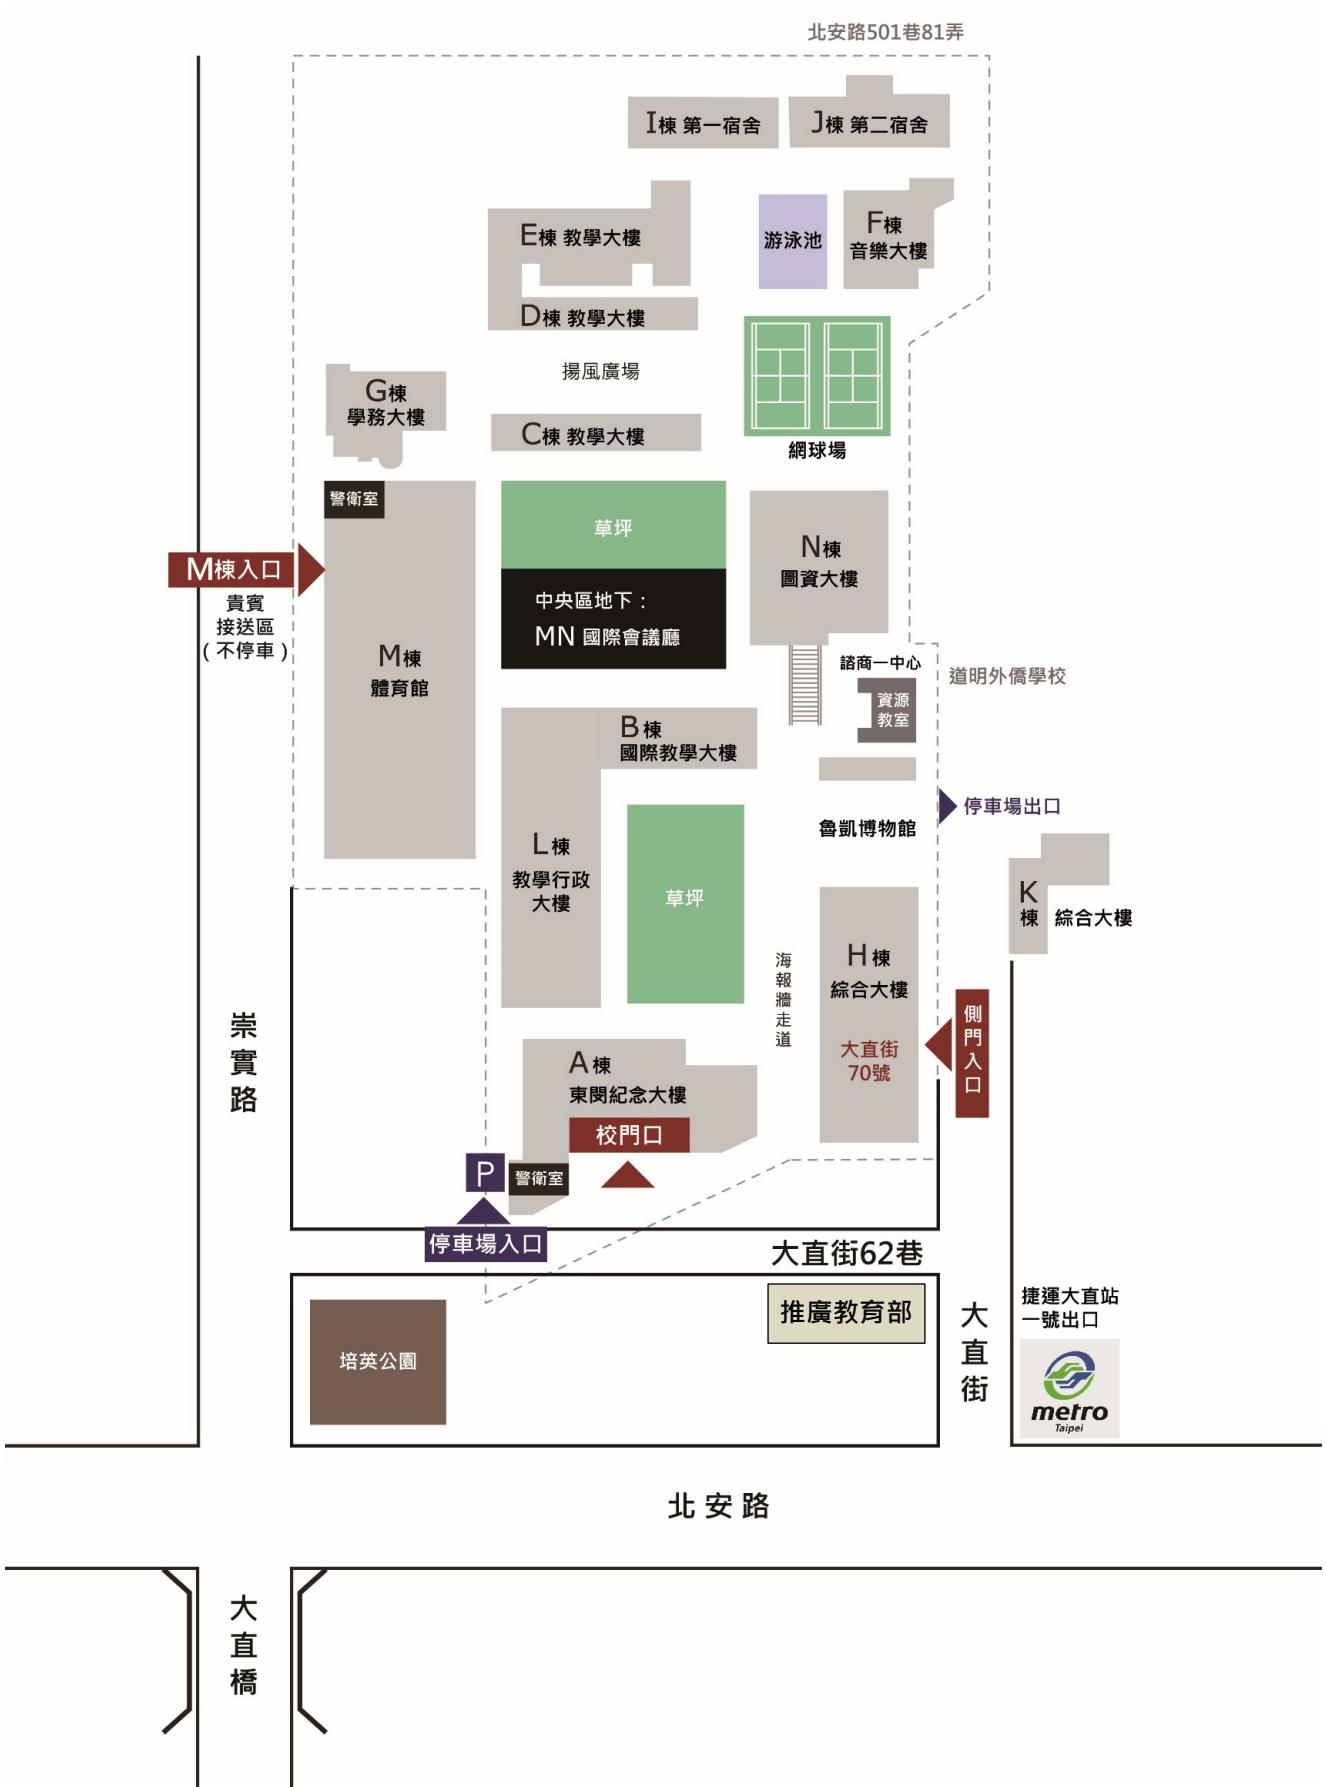 北安路501巷81弄
I棟 第一宿舍
J棟 第二宿舍
E棟 教學大樓
游泳池
F棟
音樂大樓
D棟 教學大樓
揚風廣場
G棟
學務大樓
C棟 教學大樓
網球場
警衛室
草坪
N棟
圖資大樓
M棟入口
貴賓
接送區
(不停車)
中央區地下:
MN 國際會議廳
M棟
體育館
諮商一中心
道明外僑學校
資源
教室
B棟
國際教學大樓
停車場出口
魯凱博物館
L棟
教學行政
大樓
草坪
K
棟 綜合大樓
H棟
綜合大樓
海報牆走道
側門入口
大直街
70號
崇實路
A棟
東閔紀念大樓
校門口
P
警衛室
停車場入口
大直街62巷
推廣教育部
捷運大直站
一號出口
大直街
培英公園
metro
Taipei
北安路
大直橋